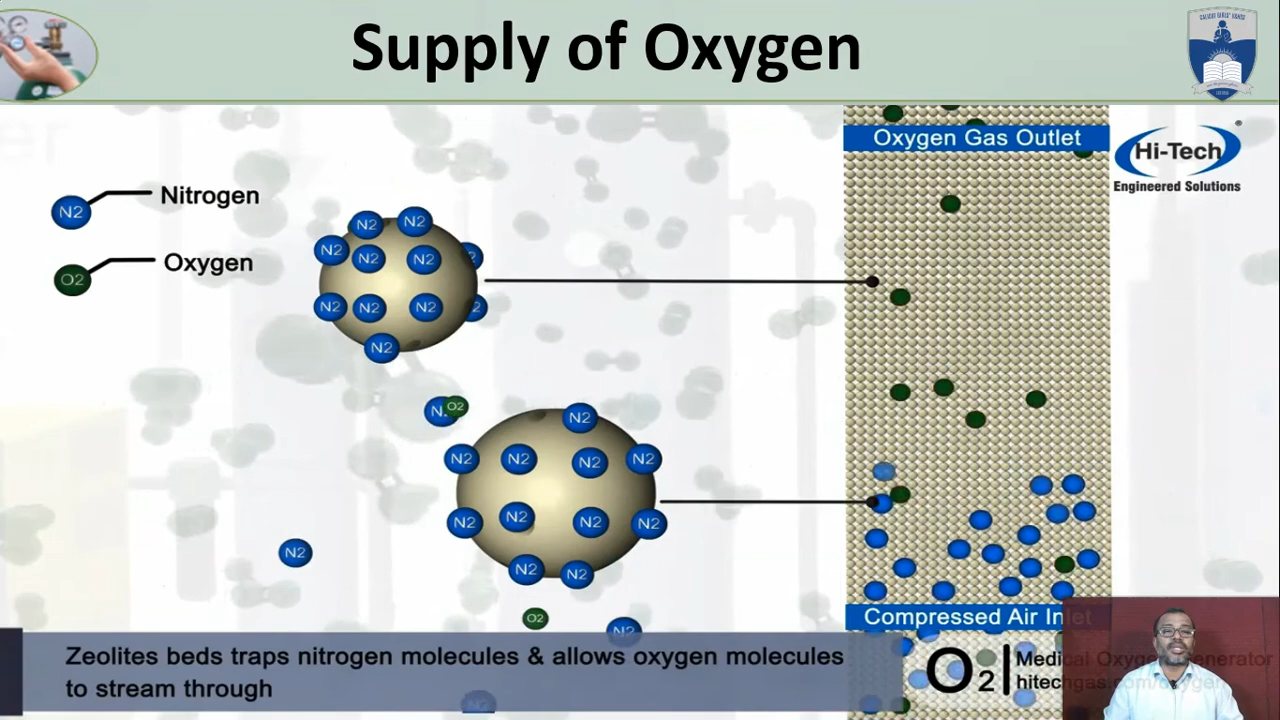 Supply of Oxygen
Oxygen Gas Outlet
Hi-Tech
®
Engineered Solutions
N2 Nitrogen
O2 Oxygen
N2 N2
N2 N2 N2
N2 N2 N2
N2
O2
N2
N2 N2 N2 N2
N2 N2 N2 N2
N2 N2
N2
O2
N2
Compressed Air Inlet
Zeolites beds traps nitrogen molecules & allows oxygen molecules
to stream through
O2
Medical Oxygen Generator
hitechgas.com/oxygen